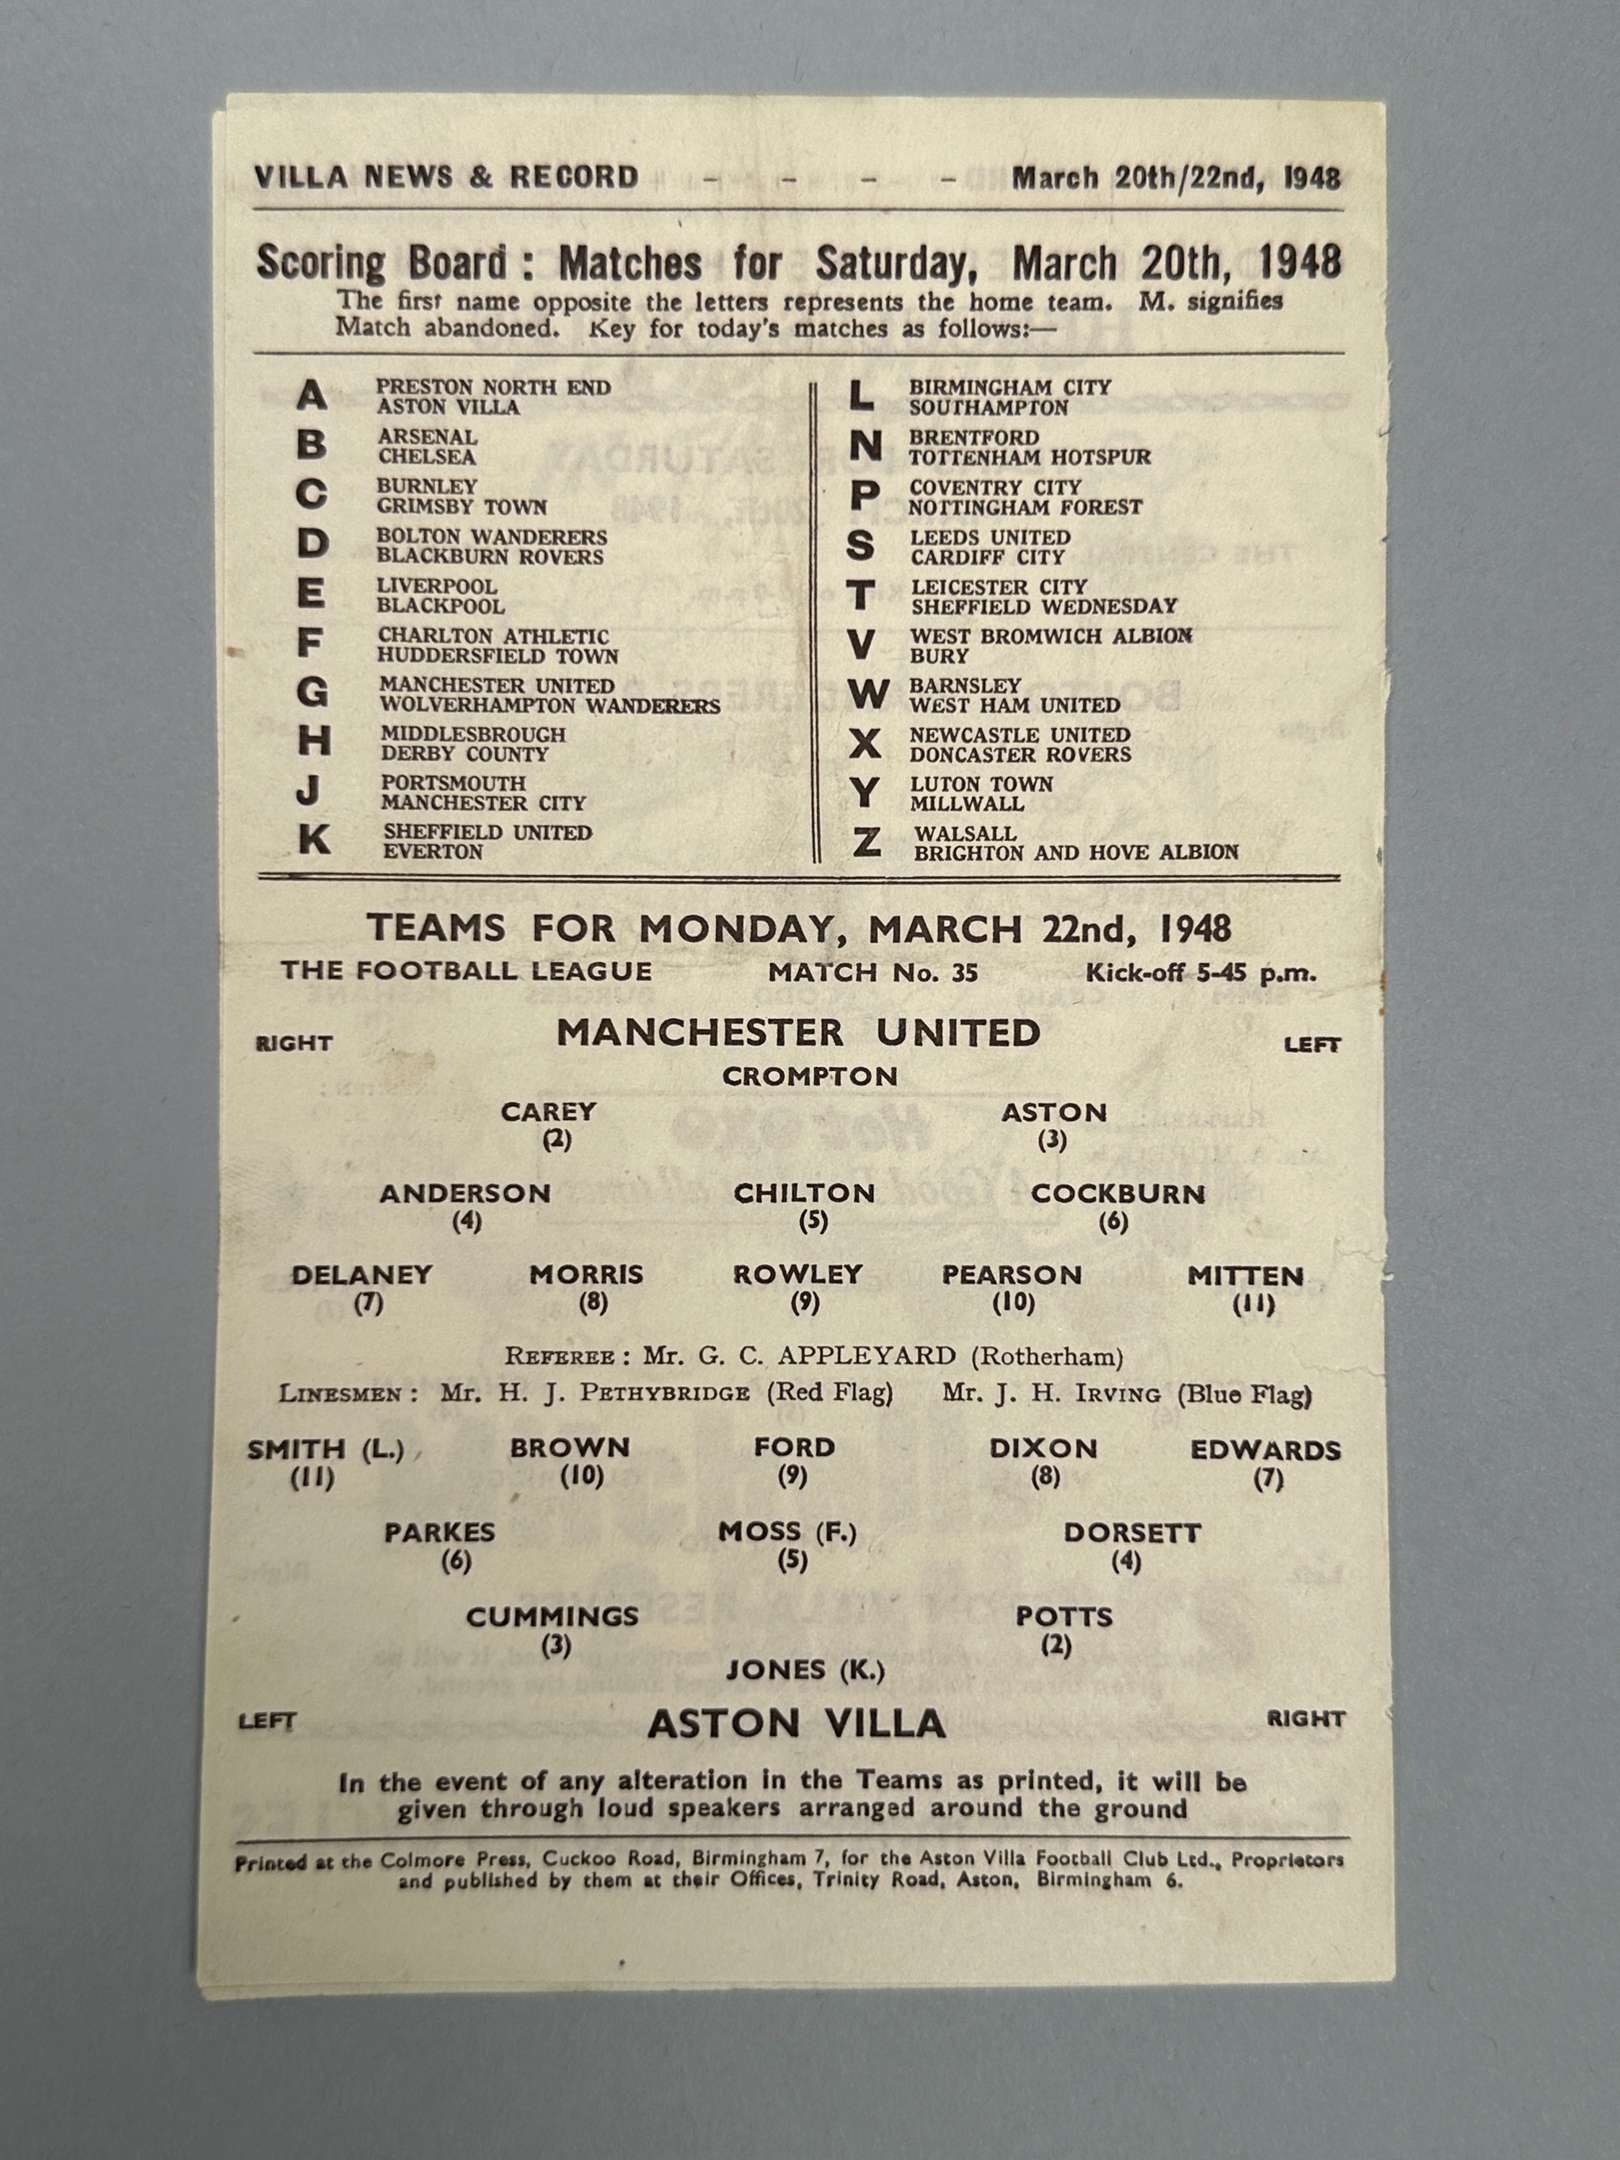 VILLA NEWS & RECORD - - - - March 20th/22nd, 1948
Scoring Board : Matches for Saturday, March 20th, 1948
The first name opposite the letters represents the home team. M. signifies
Match abandoned. Key for today's matches as follows:—
A PRESTON NORTH END
ASTON VILLA
B ARSENAL
CHELSEA
C BURNLEY
GRIMSBY TOWN
D BOLTON WANDERERS
BLACKBURN ROVERS
E LIVERPOOL
BLACKPOOL
F CHARLTON ATHLETIC
HUDDERSFIELD TOWN
G MANCHESTER UNITED
WOLVERHAMPTON WANDERERS
H MIDDLESBROUGH
DERBY COUNTY
J PORTSMOUTH
MANCHESTER CITY
K SHEFFIELD UNITED
EVERTON
L BIRMINGHAM CITY
SOUTHAMPTON
N BRENTFORD
TOTTENHAM HOTSPUR
P COVENTRY CITY
NOTTINGHAM FOREST
S LEEDS UNITED
CARDIFF CITY
T LEICESTER CITY
SHEFFIELD WEDNESDAY
V WEST BROMWICH ALBION
BURY
W BARNSLEY
WEST HAM UNITED
X NEWCASTLE UNITED
DONCASTER ROVERS
Y LUTON TOWN
MILLWALL
Z WALSALL
BRIGHTON AND HOVE ALBION
TEAMS FOR MONDAY, MARCH 22nd, 1948
THE FOOTBALL LEAGUE MATCH No. 35 Kick-off 5-45 p.m.
RIGHT MANCHESTER UNITED LEFT
CROMPTON
CAREY ASTON
(2) (3)
ANDERSON CHILTON COCKBURN
(4) (5) (6)
DELANEY MORRIS ROWLEY PEARSON MITTEN
(7) (8) (9) (10) (11)
REFEREE : Mr. G. C. APPLEYARD (Rotherham)
LINESMEN : Mr. H. J. PETHYBRIDGE (Red Flag) Mr. J. H. IRVING (Blue Flag)
SMITH (L.) BROWN FORD DIXON EDWARDS
(11) (10) (9) (8) (7)
PARKES MOSS (F.) DORSETT
(6) (5) (4)
CUMMINGS POTTS
(3) (2)
JONES (K.)
LEFT ASTON VILLA RIGHT
In the event of any alteration in the Teams as printed, it will be
given through loud speakers arranged around the ground
Printed at the Colmore Press, Cuckoo Road, Birmingham 7, for the Aston Villa Football Club Ltd., Proprietors
and published by them at their Offices, Trinity Road, Aston, Birmingham 6.